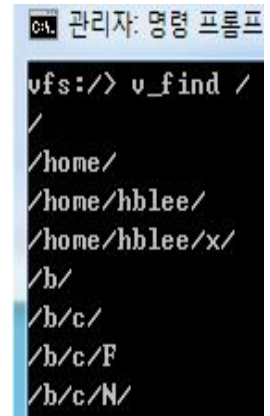 관리자: 명령 프롬프
vfs:/> v_find /
/
/home/
/home/hblee/
/home/hblee/x/
/b/
/b/c/
/b/c/F
/b/c/N/